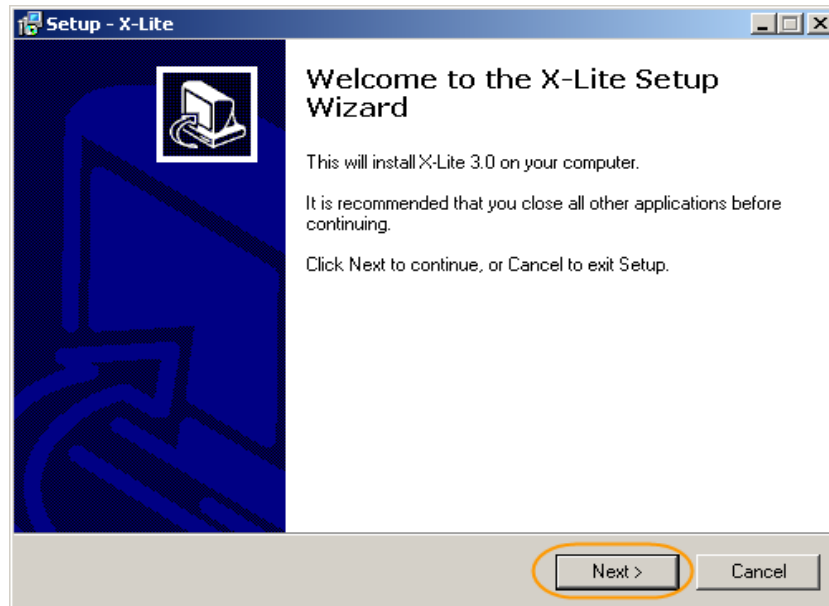 Setup - X-Lite
Welcome to the X-Lite Setup
Wizard
This will install X-Lite 3.0 on your computer.
It is recommended that you close all other applications before
continuing.
Click Next to continue, or Cancel to exit Setup.
Next >
Cancel